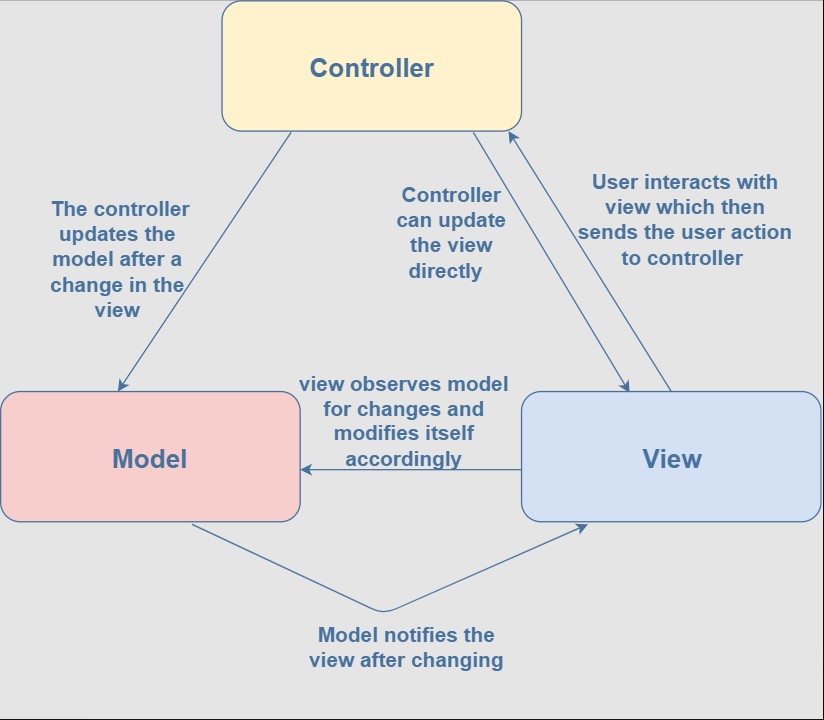 Controller
The controller
updates the
model after a
change in the
view
Controller
can update
the view
directly
User interacts with
view which then
sends the user action
to controller
view observes model
for changes and
modifies itself
accordingly
Model
View
Model notifies the
view after changing